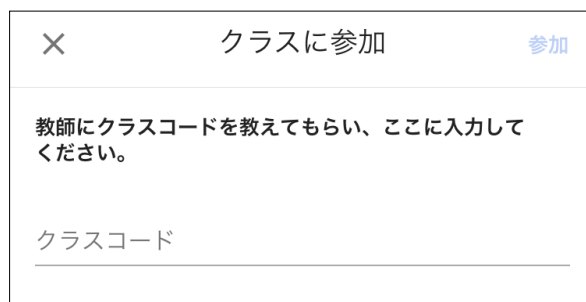 クラスに参加
参加
教師にクラスコードを教えてもらい、ここに入力して
ください。
クラスコード